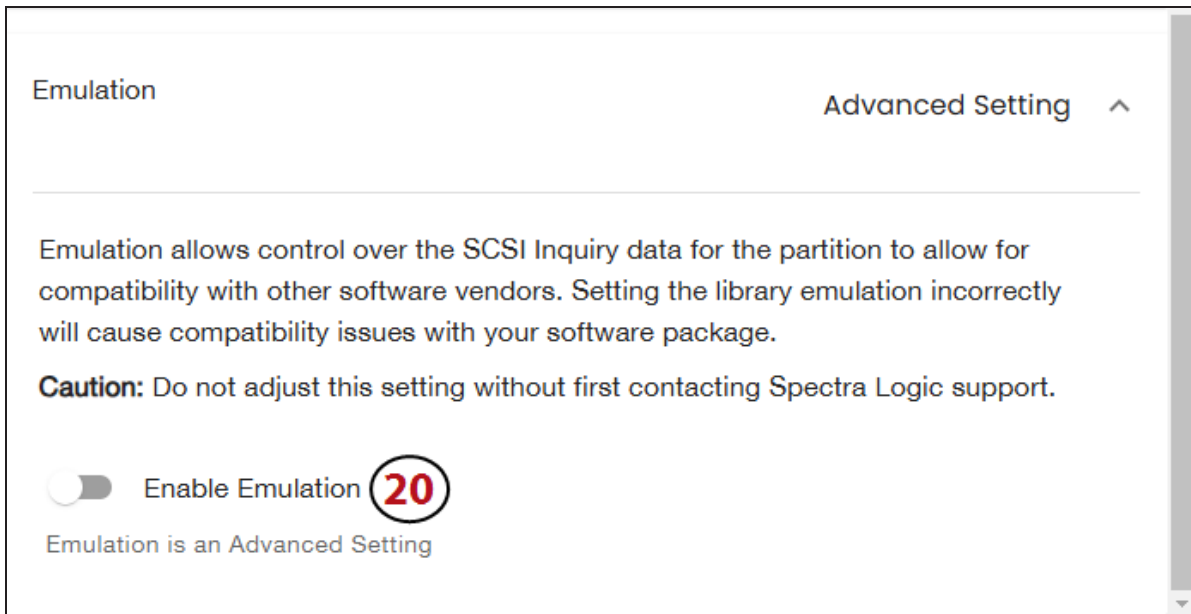 Emulation
Advanced Setting
Emulation allows control over the SCSI Inquiry data for the partition to allow for
compatibility with other software vendors. Setting the library emulation incorrectly
will cause compatibility issues with your software package.
Caution: Do not adjust this setting without first contacting Spectra Logic support.
Enable Emulation 20
Emulation is an Advanced Setting